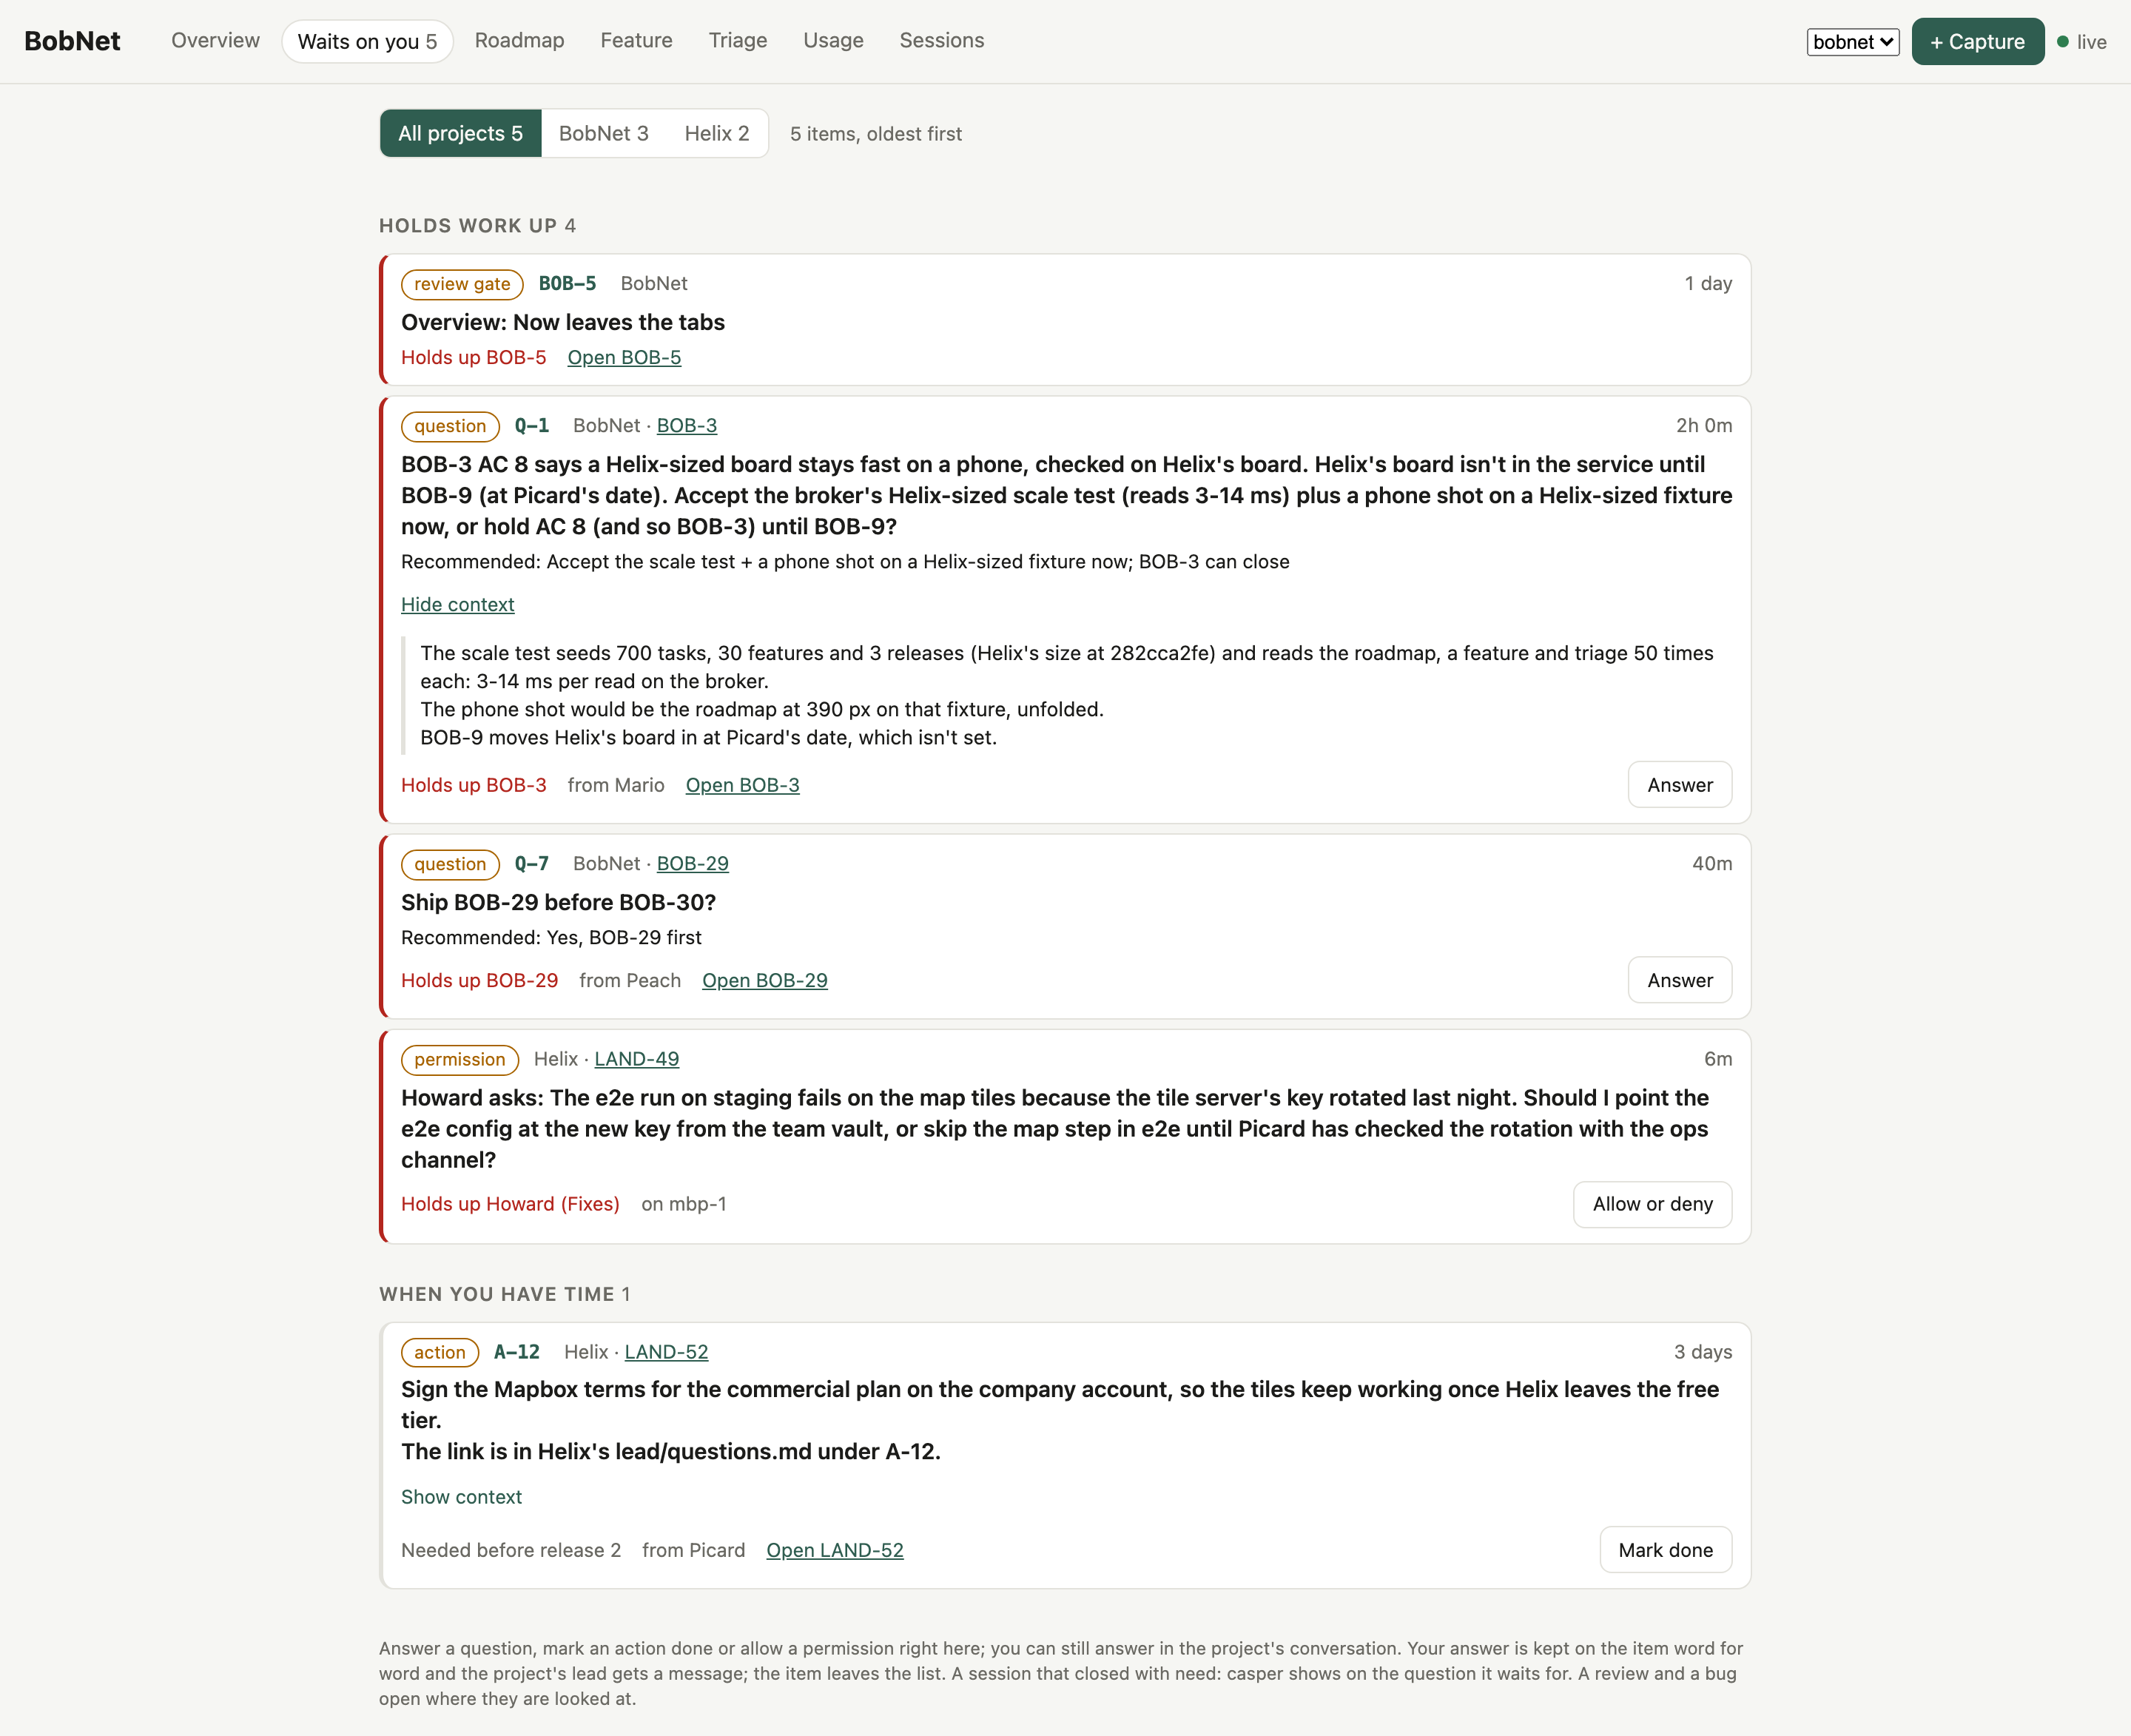 BobNet Overview Waits on you 5 Roadmap Feature Triage Usage Sessions bobnet + Capture live
All projects 5 BobNet 3 Helix 2 5 items, oldest first
HOLDS WORK UP 4
review gate BOB-5 BobNet 1 day
Overview: Now leaves the tabs
Holds up BOB-5 Open BOB-5
question Q-1 BobNet · BOB-3 2h 0m
BOB-3 AC 8 says a Helix-sized board stays fast on a phone, checked on Helix's board. Helix's board isn't in the service until
BOB-9 (at Picard's date). Accept the broker's Helix-sized scale test (reads 3-14 ms) plus a phone shot on a Helix-sized fixture
now, or hold AC 8 (and so BOB-3) until BOB-9?
Recommended: Accept the scale test + a phone shot on a Helix-sized fixture now; BOB-3 can close
Hide context
The scale test seeds 700 tasks, 30 features and 3 releases (Helix's size at 282cca2fe) and reads the roadmap, a feature and triage 50 times
each: 3-14 ms per read on the broker.
The phone shot would be the roadmap at 390 px on that fixture, unfolded.
BOB-9 moves Helix's board in at Picard's date, which isn't set.
Holds up BOB-3 from Mario Open BOB-3 Answer
question Q-7 BobNet · BOB-29 40m
Ship BOB-29 before BOB-30?
Recommended: Yes, BOB-29 first
Holds up BOB-29 from Peach Open BOB-29 Answer
permission Helix · LAND-49 6m
Howard asks: The e2e run on staging fails on the map tiles because the tile server's key rotated last night. Should I point the
e2e config at the new key from the team vault, or skip the map step in e2e until Picard has checked the rotation with the ops
channel?
Holds up Howard (Fixes) on mbp-1 Allow or deny
WHEN YOU HAVE TIME 1
action A-12 Helix · LAND-52 3 days
Sign the Mapbox terms for the commercial plan on the company account, so the tiles keep working once Helix leaves the free
tier.
The link is in Helix's lead/questions.md under A-12.
Show context
Needed before release 2 from Picard Open LAND-52 Mark done
Answer a question, mark an action done or allow a permission right here; you can still answer in the project's conversation. Your answer is kept on the item word for
word and the project's lead gets a message; the item leaves the list. A session that closed with need: casper shows on the question it waits for. A review and a bug
open where they are looked at.